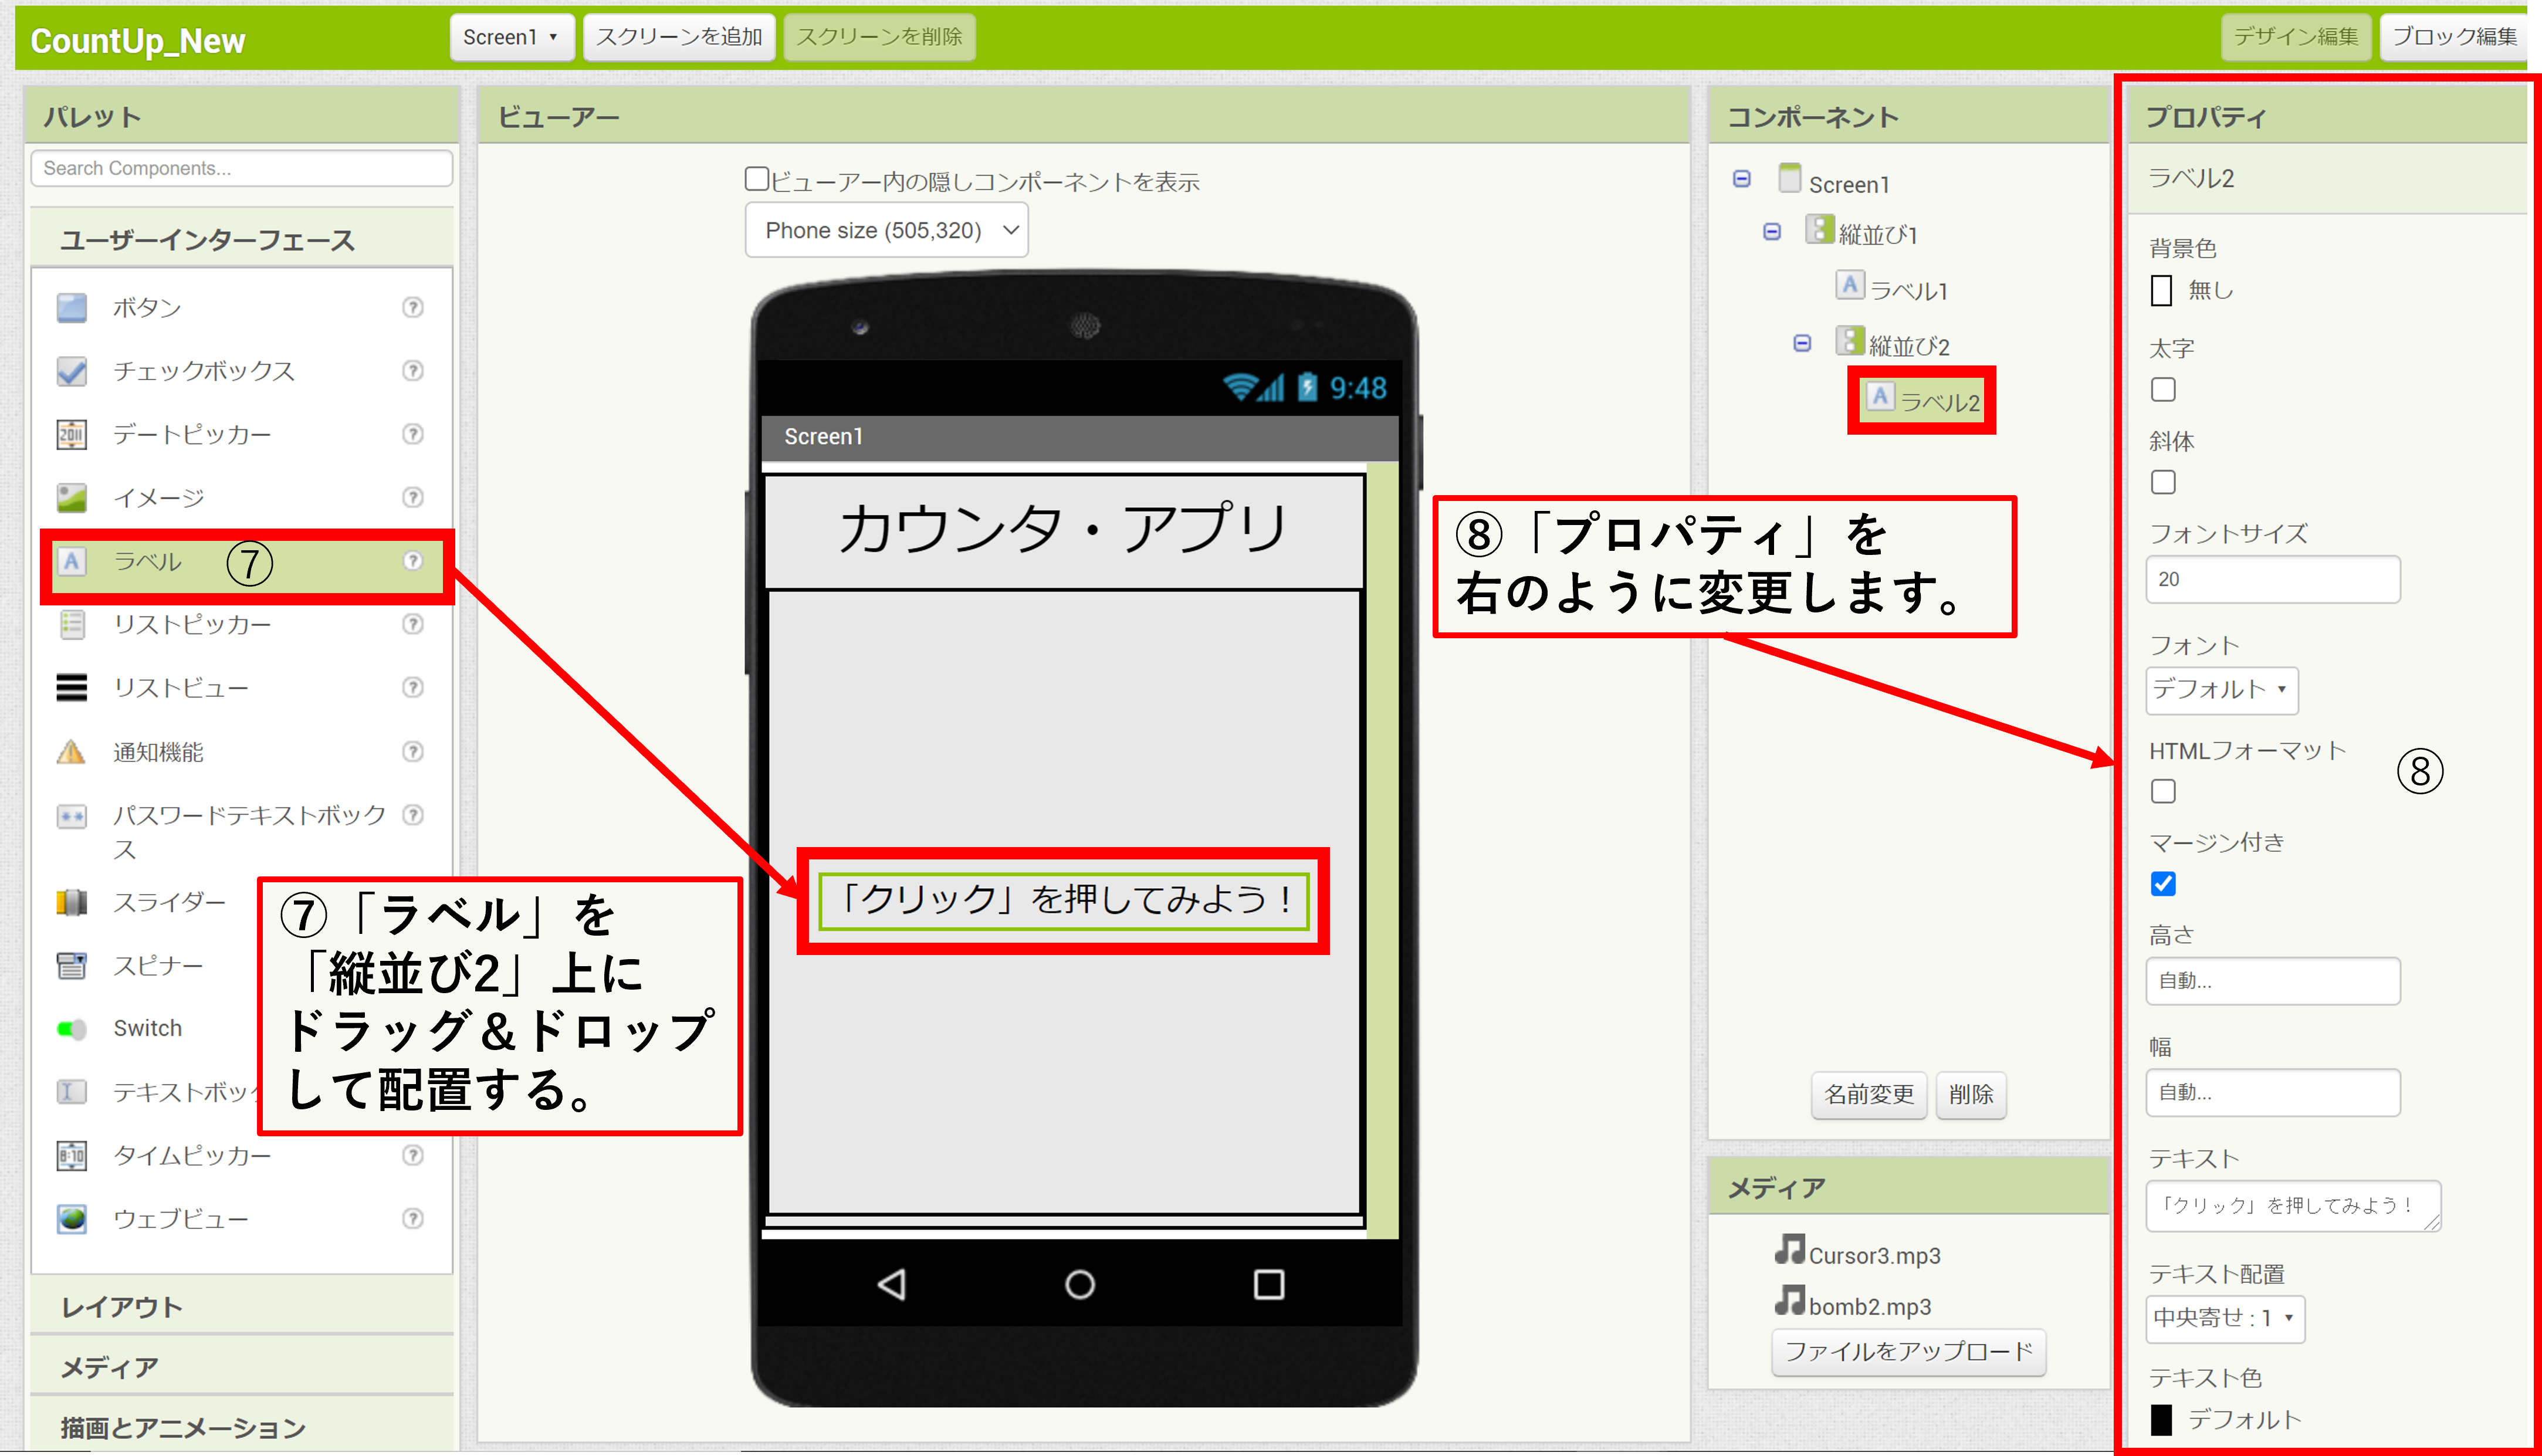 CountUp_New
Screen1 ▾
スクリーンを追加
スクリーンを削除
デザイン編集
ブロック編集
パレット
Search Components...
ユーザーインターフェース
ボタン
チェックボックス
デートピッカー
イメージ
ラベル ⑦
リストピッカー
リストビュー
通知機能
パスワードテキストボック
ス
スライダー
スピナー
Switch
テキストボッ
タイムピッカー
ウェブビュー
レイアウト
メディア
描画とアニメーション
⑦「ラベル」を
「縦並び2」上に
ドラッグ＆ドロップ
して配置する。
ビューアー
ビューアー内の隠しコンポーネントを表示
Phone size (505,320)
9:48
Screen1
カウンタ・アプリ
「クリック」を押してみよう！
⑧「プロパティ」を
右のように変更します。
コンポーネント
Screen1
縦並び1
ラベル1
縦並び2
ラベル2
名前変更
削除
メディア
Cursor3.mp3
bomb2.mp3
ファイルをアップロード
プロパティ
ラベル2
背景色
無し
太字
斜体
フォントサイズ
20
フォント
デフォルト ▾
HTMLフォーマット
⑧
マージン付き
高さ
自動...
幅
自動...
テキスト
「クリック」を押してみよう！
テキスト配置
中央寄せ : 1 ▾
テキスト色
デフォルト